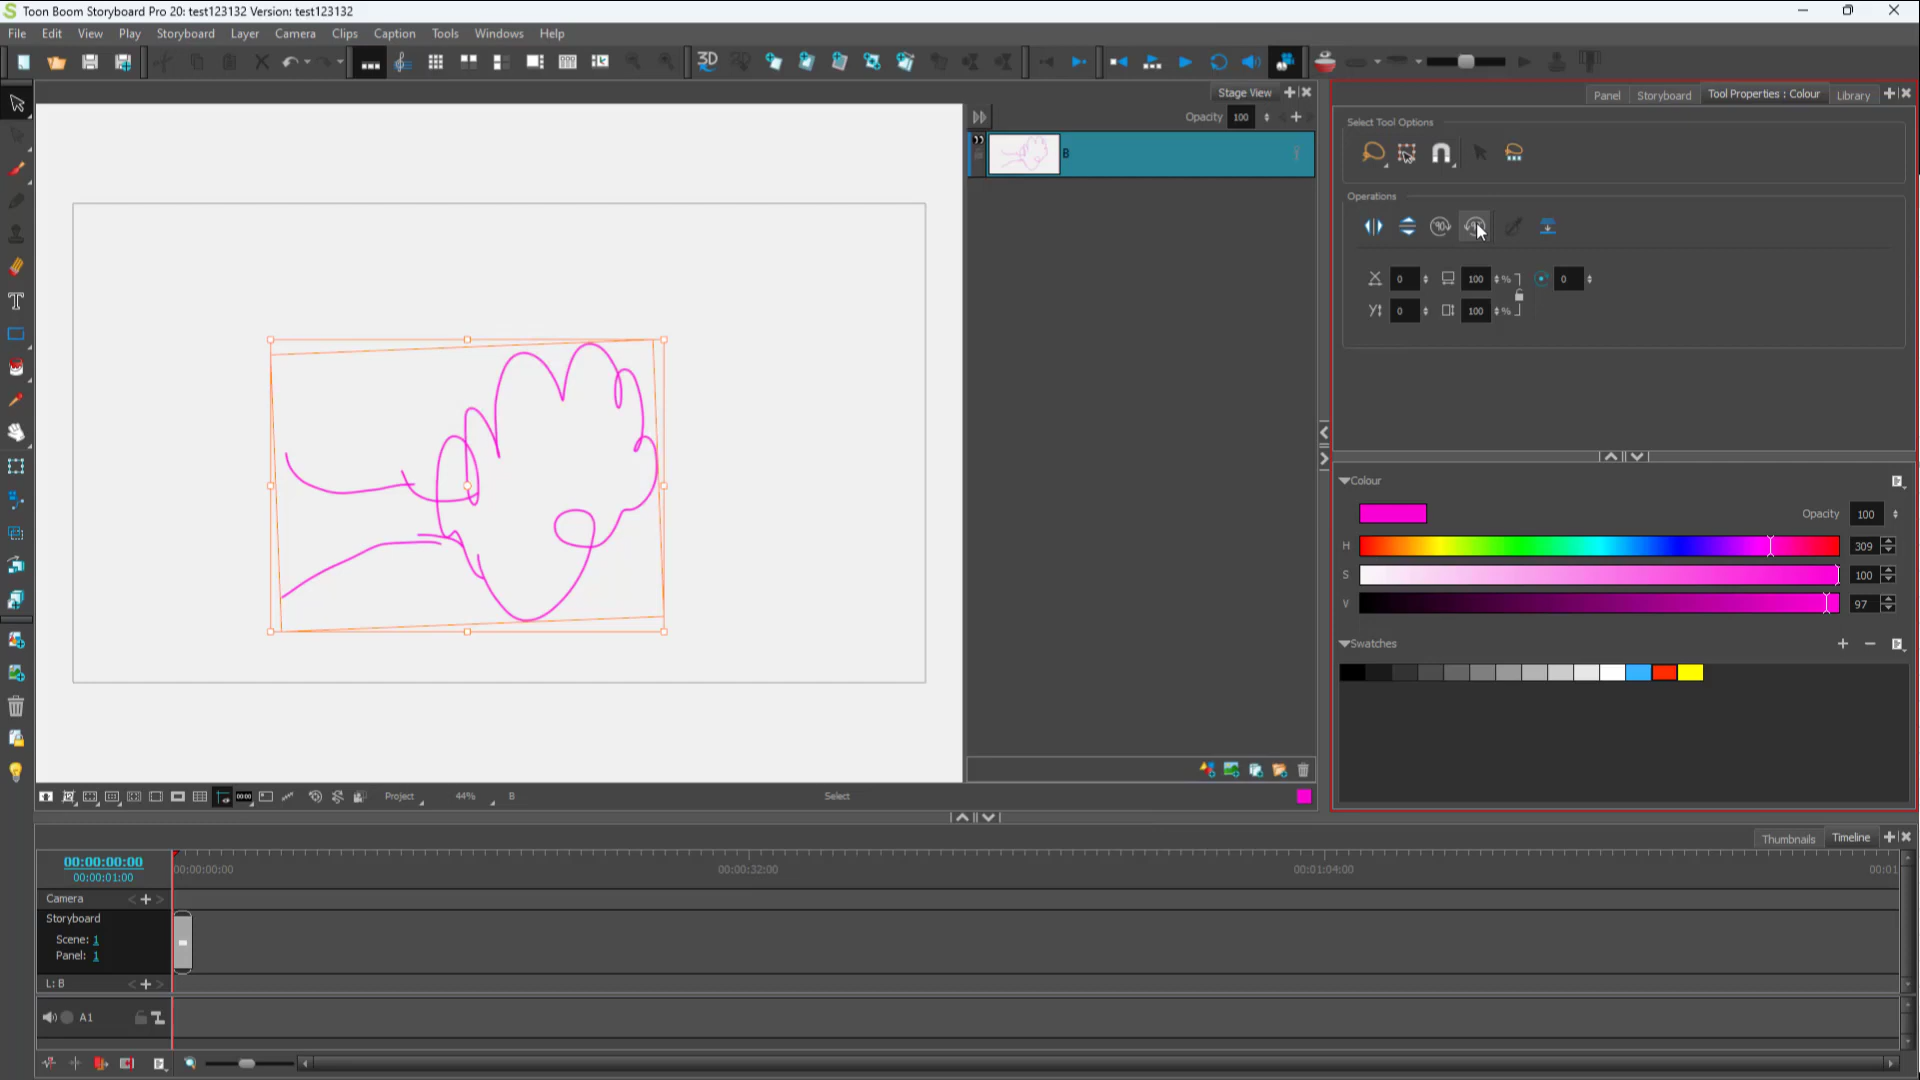 Toon Boom Storyboard Pro 20: test123132 Version: test123132
File Edit View Play Storyboard Layer Camera Clips Caption Tools Windows Help
3D
Stage View
Opacity 100
B
Panel Storyboard Tool Properties : Colour Library
Select Tool Options
Operations
90
X 0 100 % 0
Y 0 100 %
Colour
Opacity 100
H 309
S 100
V 97
Swatches
Project 44% B Select
Thumbnails Timeline
00:00:00:00
00:00:01:00
00:00:00:00 00:00:32:00 00:01:04:00 00:01
Camera
Storyboard
Scene: 1
Panel: 1
L: B
A1